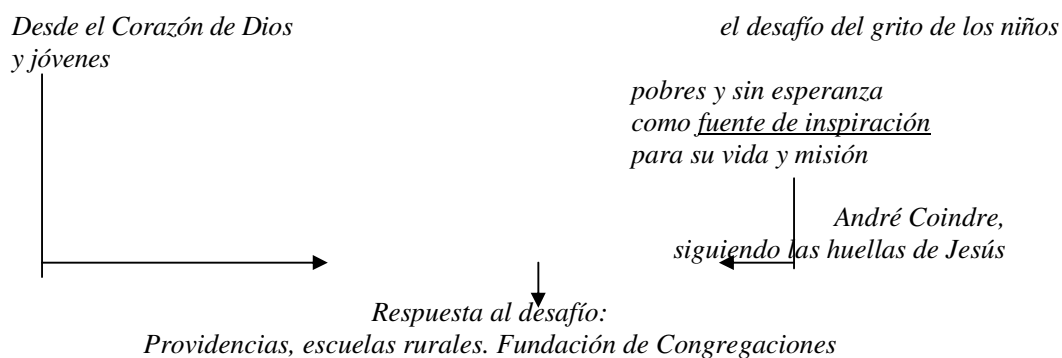 Desde el Corazón de Dios el desafío del grito de los niños
y jóvenes
pobres y sin esperanza
como fuente de inspiración
para su vida y misión
André Coindre,
siguiendo las huellas de Jesús
Respuesta al desafío:
Providencias, escuelas rurales. Fundación de Congregaciones